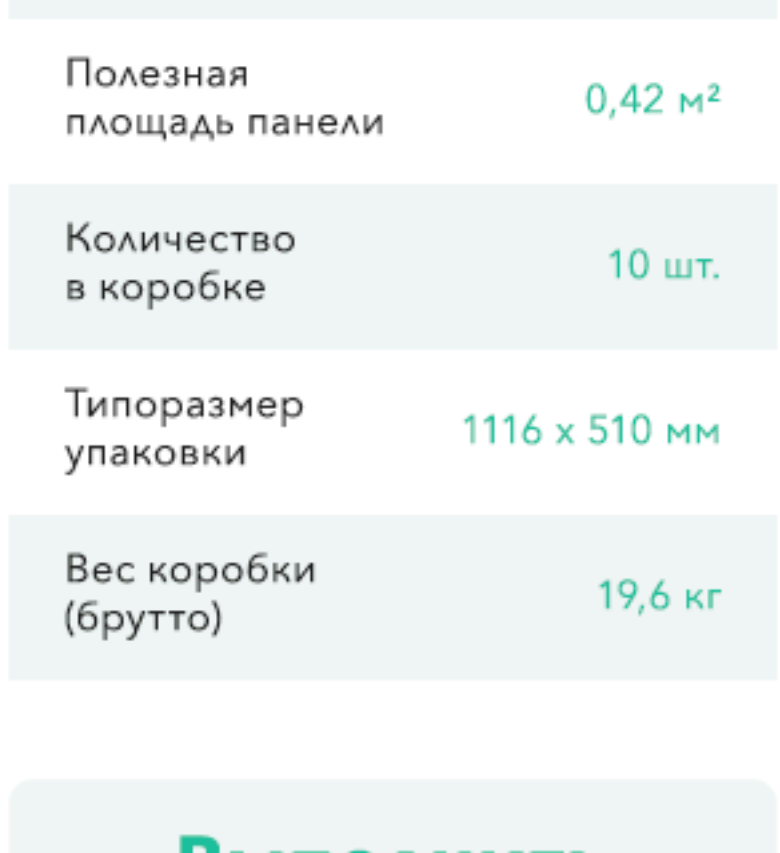 Полезная
площадь панели
0,42 м²
Количество
в коробке
10 шт.
Типоразмер
упаковки
1116 x 510 мм
Вес коробки
(брутто)
19,6 кг